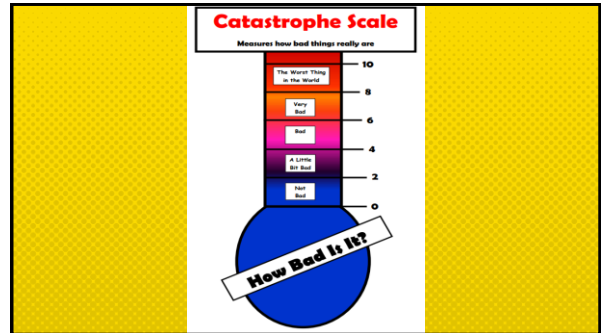 Catastrophe Scale
Measures how bad things really are
10
The Worst Thing
in the World
8
Very
Bad
6
Bad
4
A Little
Bit Bad
2
Not
Bad
0
How Bad Is It?